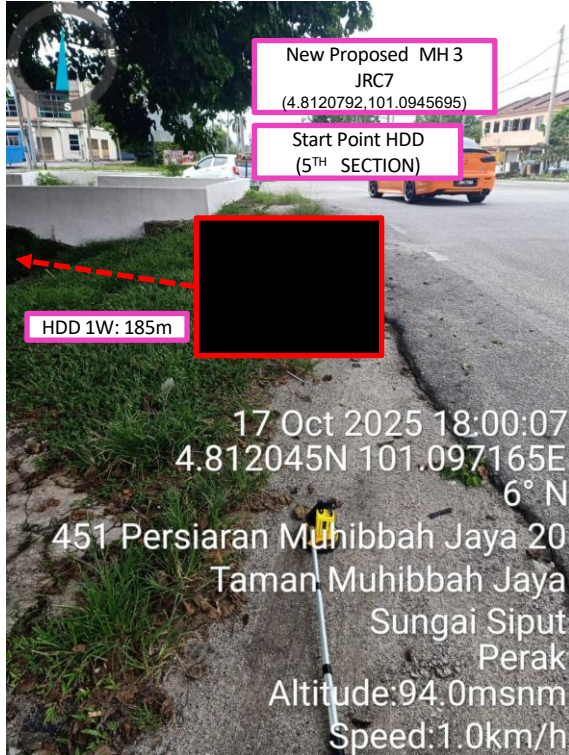 N
W
E
S
New Proposed MH 3
JRC7
(4.8120792,101.0945695)
Start Point HDD
(5TH SECTION)
HDD 1W: 185m
17 Oct 2025 18:00:07
4.812045N 101.097165E
6° N
451 Persiaran Muhibbah Jaya 20
Taman Muhibbah Jaya
Sungai Siput
Perak
Altitude:94.0msnm
Speed:1.0km/h